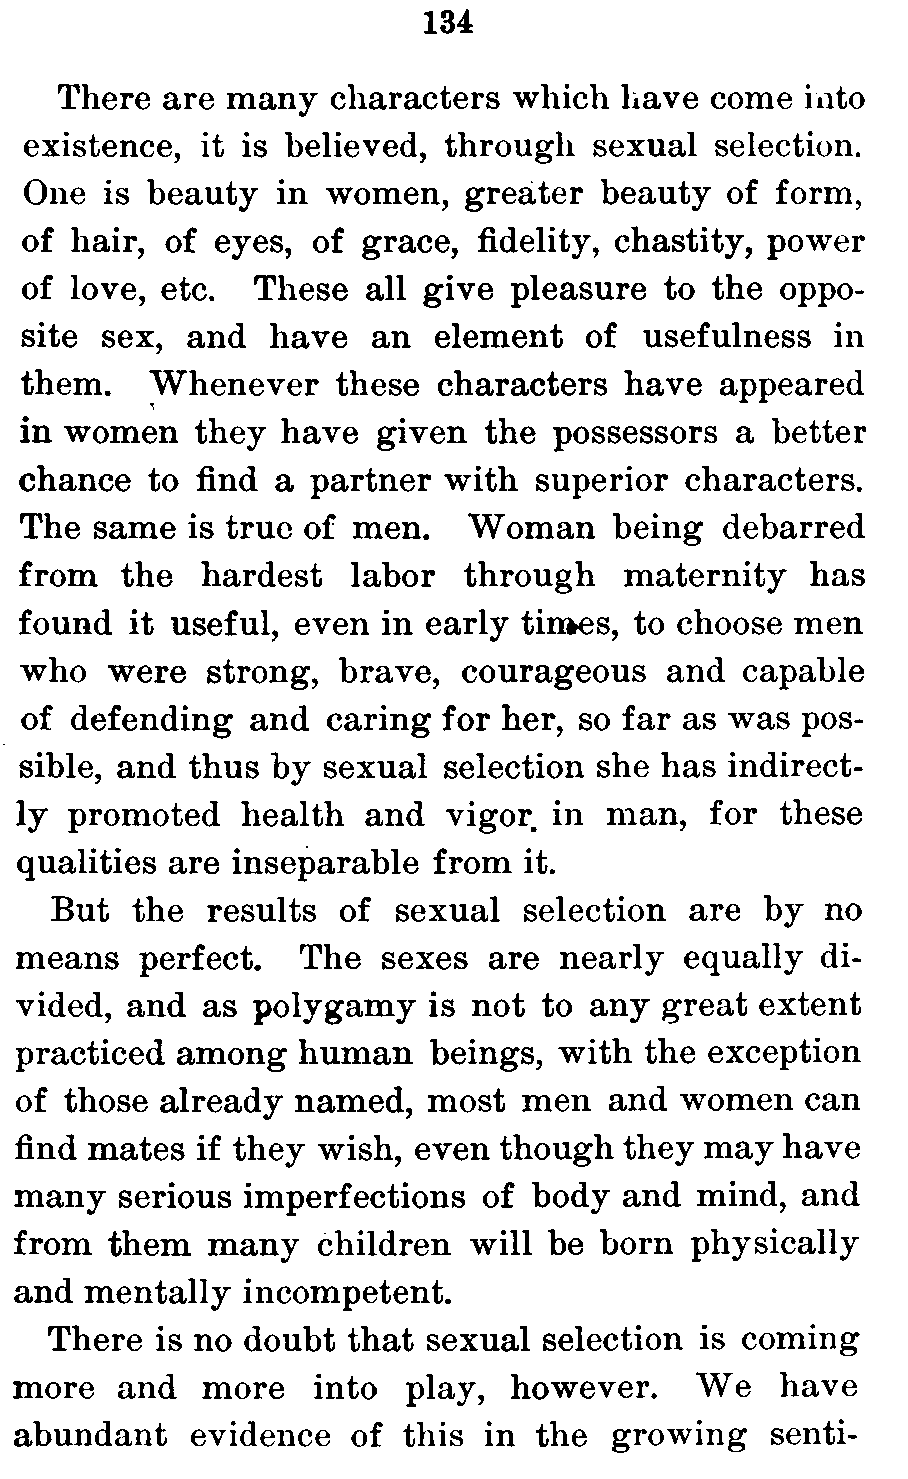 134
There are many characters which have come into
existence, it is believed, through sexual selection.
One is beauty in women, greater beauty of form,
of hair, of eyes, of grace, fidelity, chastity, power
of love, etc. These all give pleasure to the oppo-
site sex, and have an element of usefulness in
them. Whenever these characters have appeared
in women they have given the possessors a better
chance to find a partner with superior characters.
The same is true of men. Woman being debarred
from the hardest labor through maternity has
found it useful, even in early times, to choose men
who were strong, brave, courageous and capable
of defending and caring for her, so far as was pos-
sible, and thus by sexual selection she has indirect-
ly promoted health and vigor. in man, for these
qualities are inseparable from it.
But the results of sexual selection are by no
means perfect. The sexes are nearly equally di-
vided, and as polygamy is not to any great extent
practiced among human beings, with the exception
of those already named, most men and women can
find mates if they wish, even though they may have
many serious imperfections of body and mind, and
from them many children will be born physically
and mentally incompetent.
There is no doubt that sexual selection is coming
more and more into play, however. We have
abundant evidence of this in the growing senti-